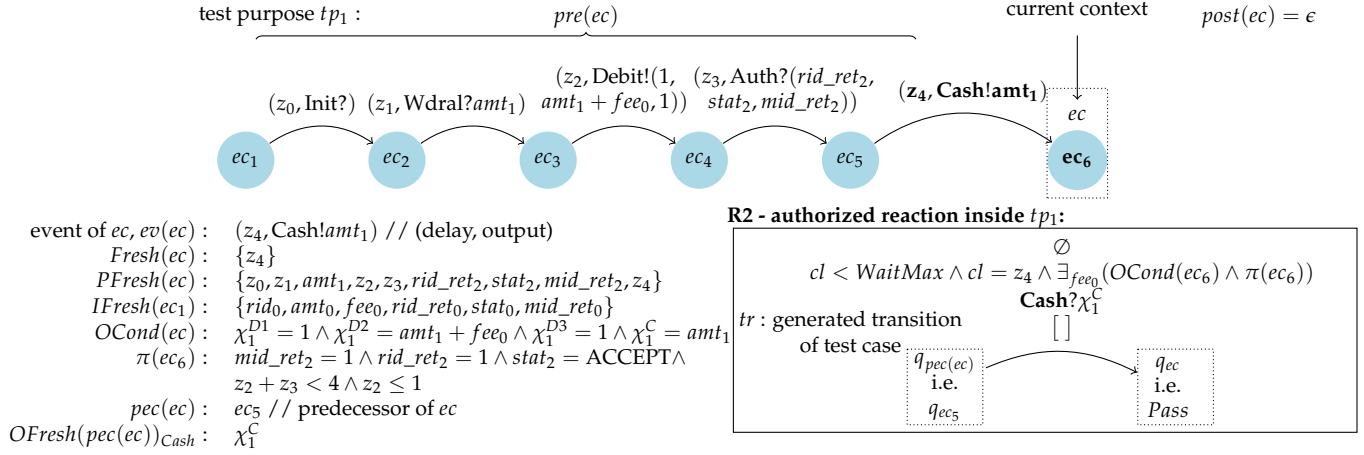 test purpose tp₁ : pre(ec) current context post(ec) = ϵ
(z₀, Init?) (z₁, Wdral?amt₁) (z₂, Debit!(1, amt₁ + fee₀, 1)) (z₃, Auth?(rid_ret₂, stat₂, mid_ret₂)) (z₄, Cash!amt₁)
ec
ec₁ ec₂ ec₃ ec₄ ec₅ ec₆
event of ec, ev(ec) : (z₄, Cash!amt₁) // (delay, output)
Fresh(ec) : {z₄}
PFresh(ec) : {z₀, z₁, amt₁, z₂, z₃, rid_ret₂, stat₂, mid_ret₂, z₄}
IFresh(ec₁) : {rid₀, amt₀, fee₀, rid_ret₀, stat₀, mid_ret₀}
OCond(ec) : χ₁ᴰ¹ = 1 ∧ χ₁ᴰ² = amt₁ + fee₀ ∧ χ₁ᴰ³ = 1 ∧ χ₁ᶜ = amt₁
π(ec₆) : mid_ret₂ = 1 ∧ rid_ret₂ = 1 ∧ stat₂ = ACCEPT∧
z₂ + z₃ < 4 ∧ z₂ ≤ 1
pec(ec) : ec₅ // predecessor of ec
OFresh(pec(ec))_Cash : χ₁ᶜ
R2 - authorized reaction inside tp₁:
∅
cl < WaitMax ∧ cl = z₄ ∧ ∃_fee₀(OCond(ec₆) ∧ π(ec₆))
Cash?χ₁ᶜ
[ ]
tr : generated transition
of test case
q_pec(ec) q_ec
i.e. i.e.
q_ec₅ Pass